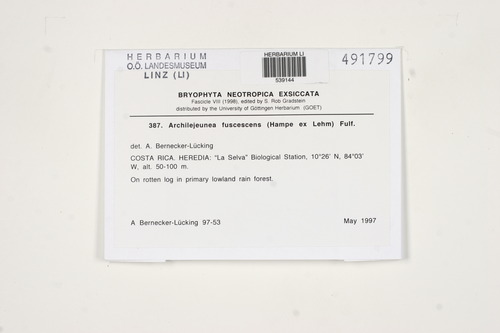 HERBARIUM
O.Ö. LANDESMUSEUM
LINZ (LI)
HERBARIUM LI
539144
491799
BRYOPHYTA NEOTROPICA EXSICCATA
Fascicle VIII (1998), edited by S. Rob Gradstein
distributed by the University of Göttingen Herbarium (GOET)
387. Archilejeunea fuscescens (Hampe ex Lehm) Fulf.
det. A. Bernecker-Lücking
COSTA RICA. HEREDIA: "La Selva" Biological Station, 10°26' N, 84°03'
W, alt. 50-100 m.
On rotten log in primary lowland rain forest.
A Bernecker-Lücking 97-53
May 1997